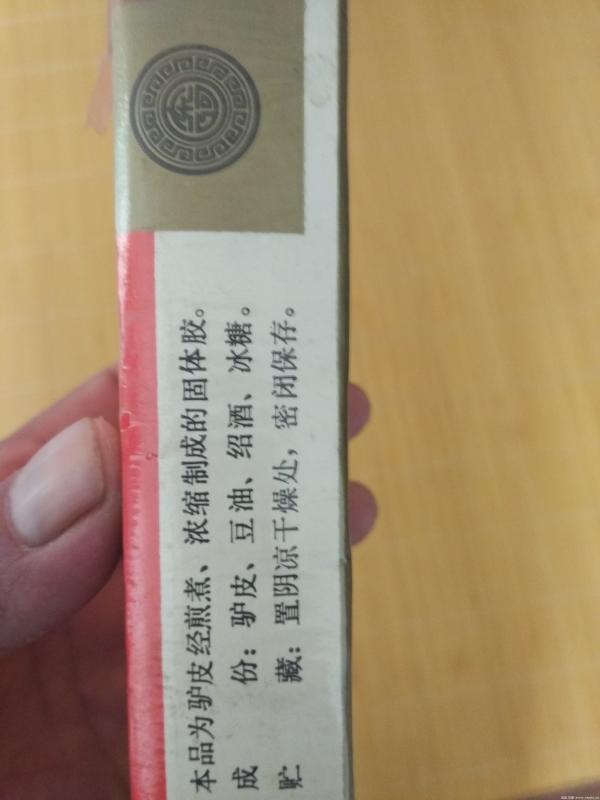 本品为驴皮经煎煮、浓缩制成的固体胶。
成 份：驴皮、豆油、绍酒、冰糖。
贮 藏：置阴凉干燥处，密闭保存。